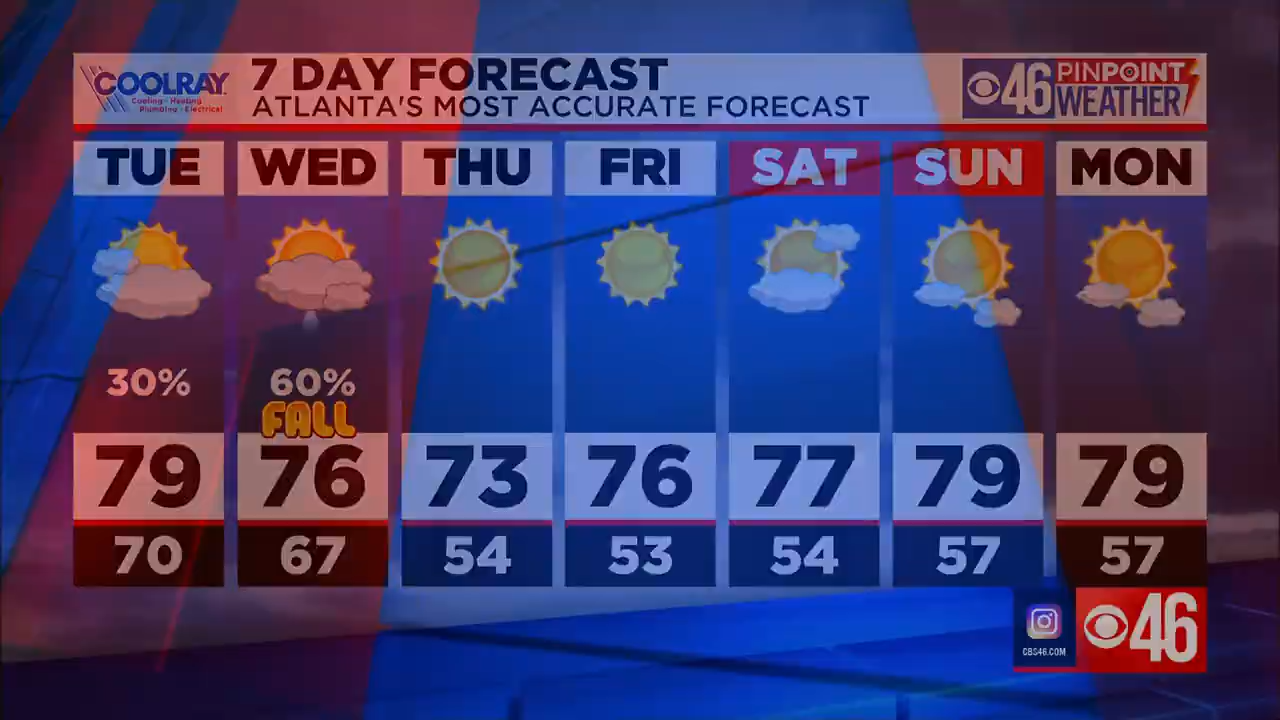 COOLRAY
Cooling • Heating
Plumbing • Electrical
7 DAY FORECAST
ATLANTA'S MOST ACCURATE FORECAST
46 PINPOINT WEATHER
TUE WED THU FRI SAT SUN MON
30% 60%
FALL
79 76 73 76 77 79 79
70 67 54 53 54 57 57
CBS46.COM
46